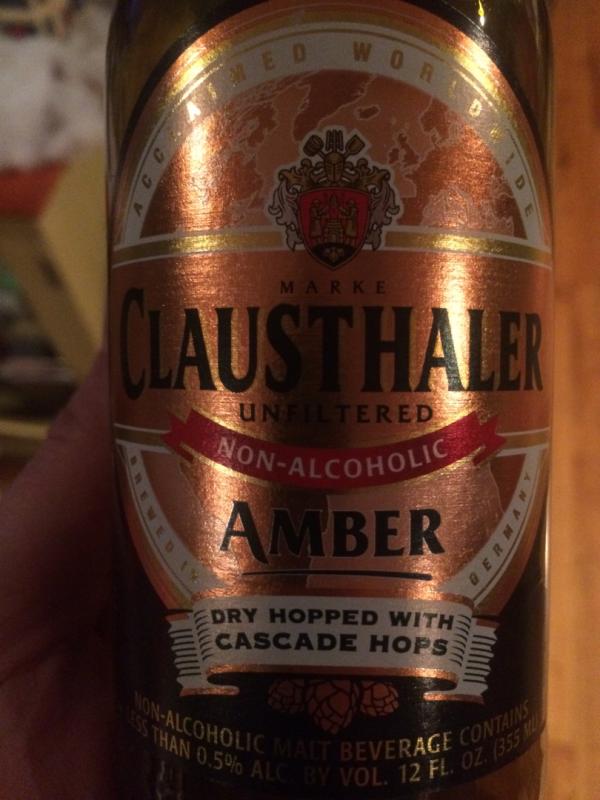 ACCLAIMED WORLDWIDE
MARKE
CLAUSTHALER
UNFILTERED
NON-ALCOHOLIC
AMBER
BREWED IN GERMANY
DRY HOPPED WITH
CASCADE HOPS
NON-ALCOHOLIC MALT BEVERAGE CONTAINS
LESS THAN 0.5% ALC. BY VOL. 12 FL. OZ. (355 ML)